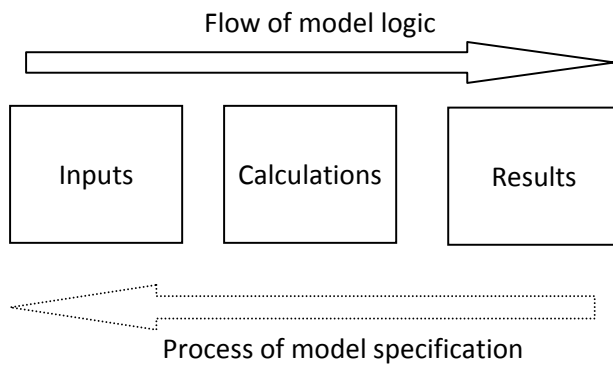 Flow of model logic
Inputs
Calculations
Results
Process of model specification